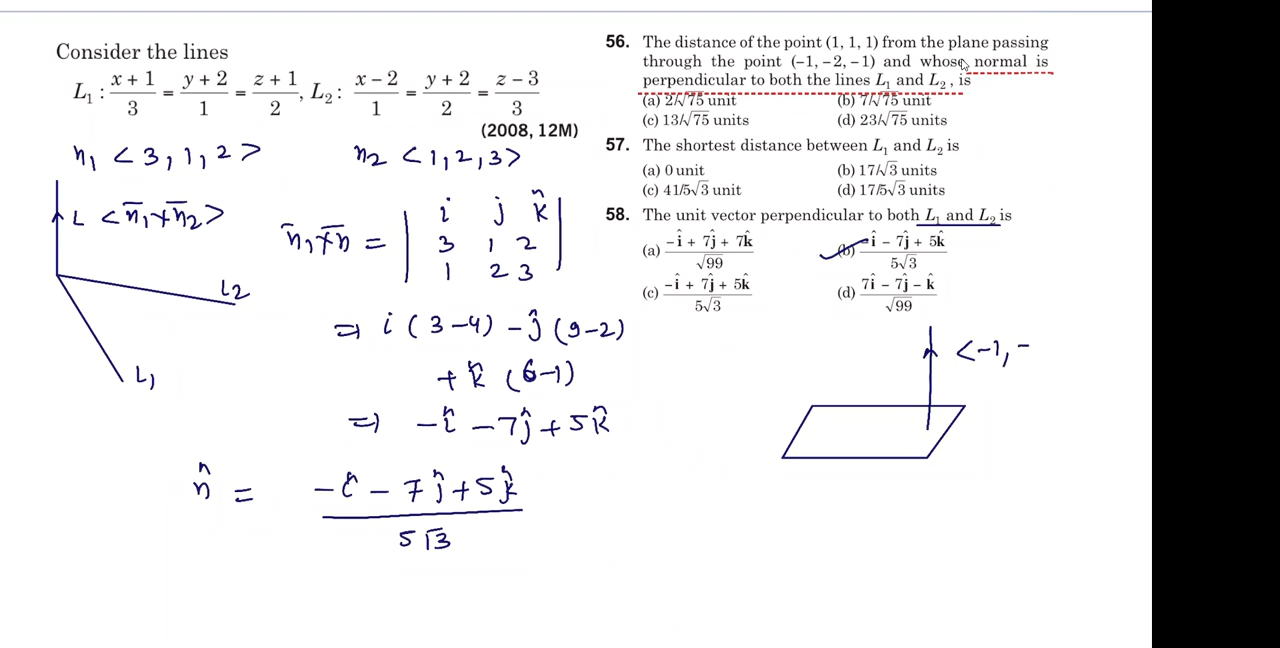 Consider the lines
L₁ : (x + 1)/3 = (y + 2)/1 = (z + 1)/2, L₂ : (x − 2)/1 = (y + 2)/2 = (z − 3)/3
(2008, 12M)
n₁ <3, 1, 2> n₂ <1, 2, 3>
L <n̄₁×n̄₂>
L₂
L₁
n̄₁×n̄ = | i j k̂ |
| 3 1 2 |
| 1 2 3 |
⇒ i (3−4) − ĵ (9−2)
+ k̂ (6−1)
⇒ −î − 7ĵ + 5k̂
n̂ = (−î − 7ĵ + 5k̂)/5√3
56. The distance of the point (1, 1, 1) from the plane passing
through the point (−1, −2, −1) and whose normal is
perpendicular to both the lines L₁ and L₂, is
(a) 2/√75 unit (b) 7/√75 unit
(c) 13/√75 units (d) 23/√75 units
57. The shortest distance between L₁ and L₂ is
(a) 0 unit (b) 17/√3 units
(c) 41/5√3 unit (d) 17/5√3 units
58. The unit vector perpendicular to both L₁ and L₂ is
(a) (−î + 7ĵ + 7k̂)/√99 (b) (−î − 7ĵ + 5k̂)/5√3
(c) (−î + 7ĵ + 5k̂)/5√3 (d) (7î − 7ĵ − k̂)/√99
<−1, −